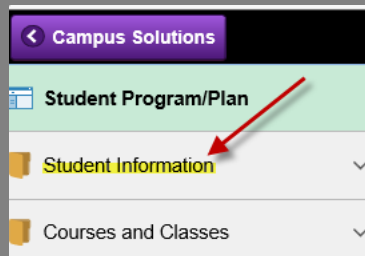 Campus Solutions
Student Program/Plan
Student Information
Courses and Classes